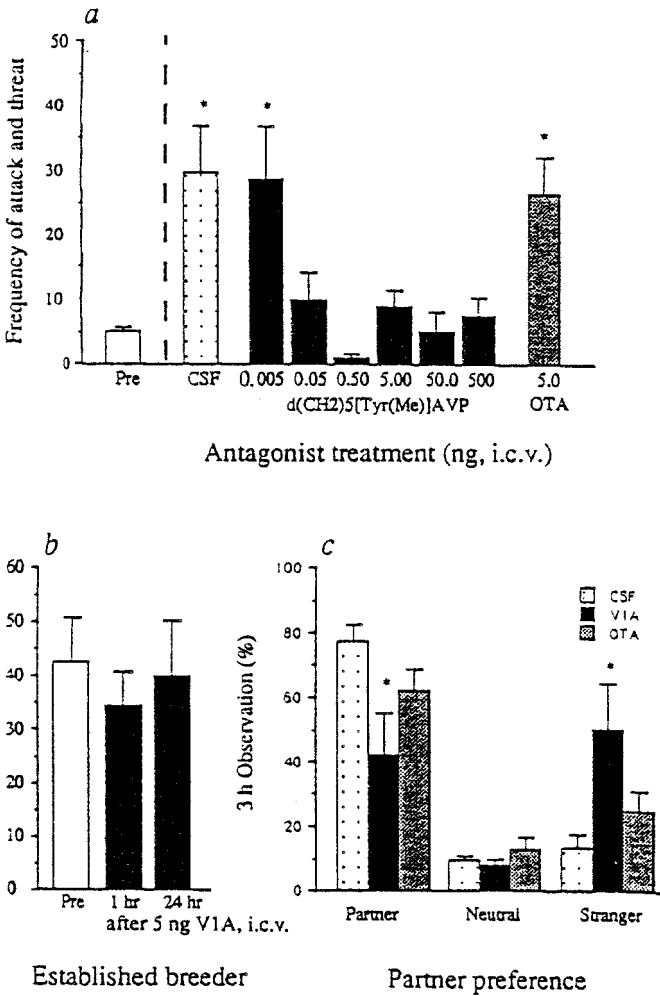 a
Frequency of attack and threat
50
40
30
20
10
0
* * *
Pre CSF 0.005 0.05 0.50 5.00 50.0 500 5.0
d(CH2)5[Tyr(Me)]AVP OTA
Antagonist treatment (ng, i.c.v.)
b
60
50
40
30
20
10
0
Pre 1 hr 24 hr
after 5 ng V1A, i.c.v.
Established breeder
c
3 h Observation (%)
100
80
60
40
20
0
CSF
V1A
OTA
* *
Partner Neutral Stranger
Partner preference